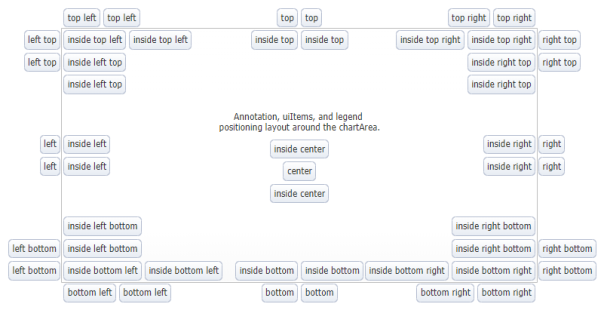 top left top left top top top right top right
left top inside top left inside top left inside top inside top inside top right inside top right right top
left top inside left top inside right top right top
inside left top inside right top
Annotation, uiItems, and legend
positioning layout around the chartArea.
left inside left inside center inside right right
left inside left center inside right right
inside center
inside left bottom inside right bottom
left bottom inside left bottom inside right bottom right bottom
left bottom inside bottom left inside bottom left inside bottom inside bottom inside bottom right inside bottom right right bottom
bottom left bottom left bottom bottom bottom right bottom right